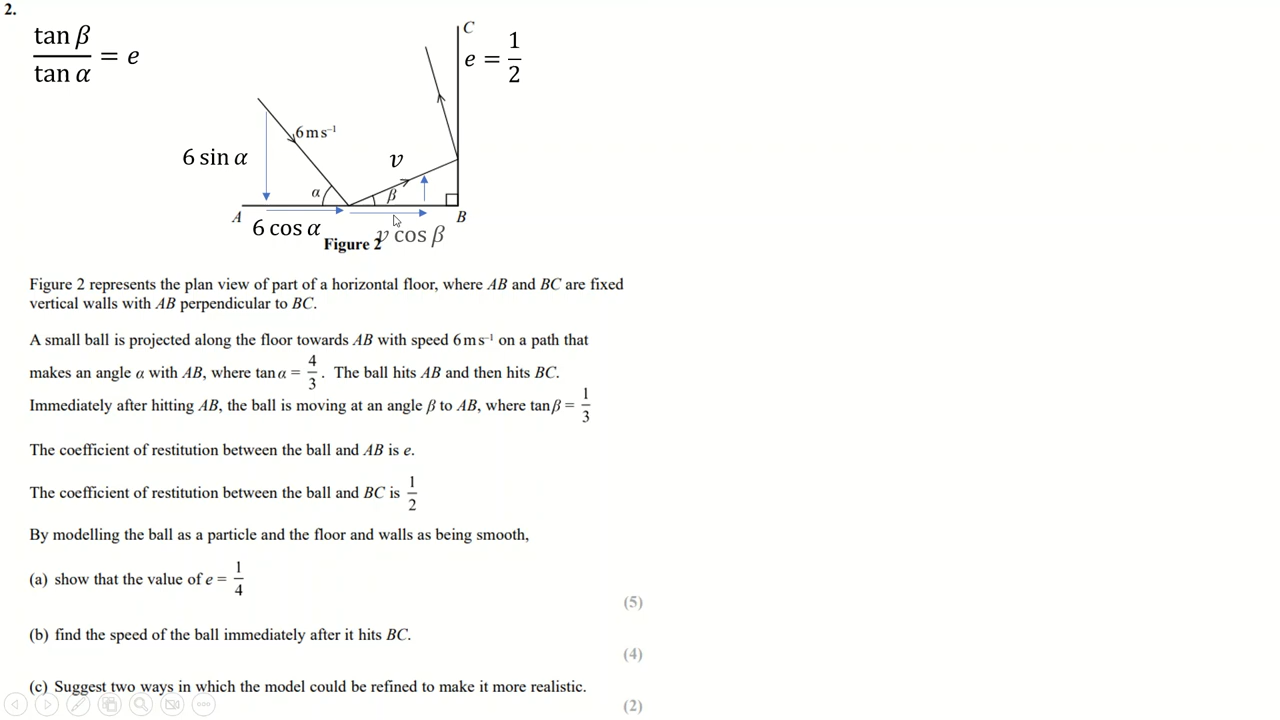 2.
tan β / tan α = e
C
e = 1/2
6 m s⁻¹
6 sin α
v
α
β
A
B
6 cos α
v cos β
Figure 2
Figure 2 represents the plan view of part of a horizontal floor, where AB and BC are fixed
vertical walls with AB perpendicular to BC.
A small ball is projected along the floor towards AB with speed 6 m s⁻¹ on a path that
makes an angle α with AB, where tan α = 4/3. The ball hits AB and then hits BC.
Immediately after hitting AB, the ball is moving at an angle β to AB, where tan β = 1/3
The coefficient of restitution between the ball and AB is e.
The coefficient of restitution between the ball and BC is 1/2
By modelling the ball as a particle and the floor and walls as being smooth,
(a) show that the value of e = 1/4
(5)
(b) find the speed of the ball immediately after it hits BC.
(4)
(c) Suggest two ways in which the model could be refined to make it more realistic.
(2)